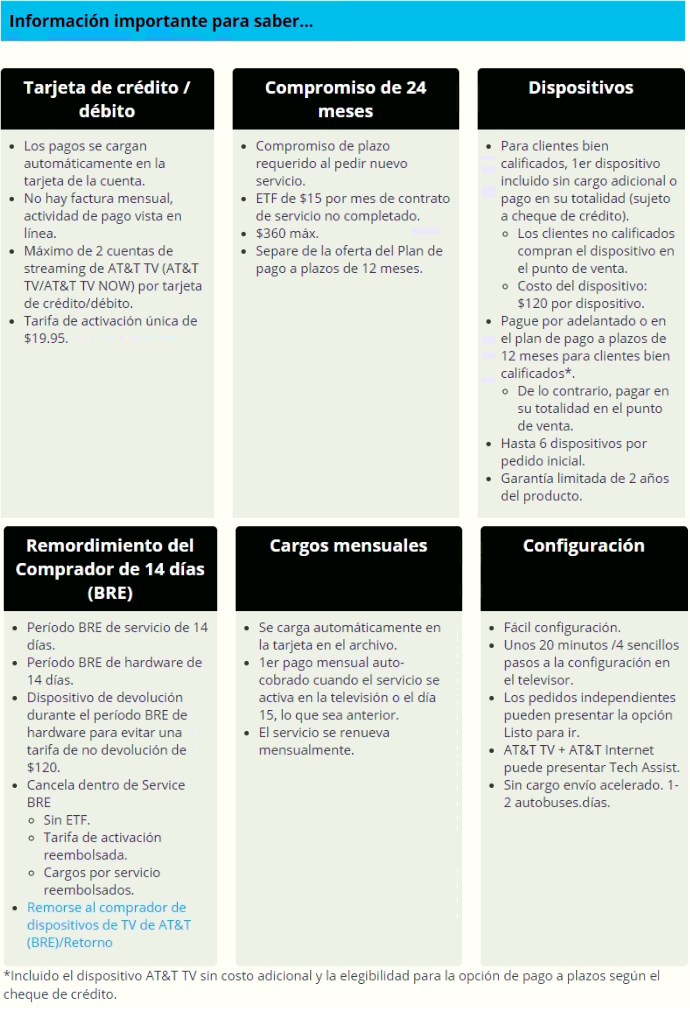 Información importante para saber...
Tarjeta de crédito /
débito
Los pagos se cargan
automáticamente en la
tarjeta de la cuenta.
No hay factura mensual,
actividad de pago vista en
línea.
Máximo de 2 cuentas de
streaming de AT&T TV (AT&T
TV/AT&T TV NOW) por tarjeta
de crédito/débito.
Tarifa de activación única de
$19.95.
Compromiso de 24
meses
Compromiso de plazo
requerido al pedir nuevo
servicio.
ETF de $15 por mes de contrato
de servicio no completado.
$360 máx.
Separe de la oferta del Plan de
pago a plazos de 12 meses.
Dispositivos
Para clientes bien
calificados, 1er dispositivo
incluido sin cargo adicional o
pago en su totalidad (sujeto
a cheque de crédito).
Los clientes no calificados
compran el dispositivo en
el punto de venta.
Costo del dispositivo:
$120 por dispositivo.
Pague por adelantado o en
el plan de pago a plazos de
12 meses para clientes bien
calificados*.
De lo contrario, pagar en
su totalidad en el punto
de venta.
Hasta 6 dispositivos por
pedido inicial.
Garantía limitada de 2 años
del producto.
Remordimiento del
Comprador de 14 días
(BRE)
Período BRE de servicio de 14
días.
Período BRE de hardware de
14 días.
Dispositivo de devolución
durante el período BRE de
hardware para evitar una
tarifa de no devolución de
$120.
Cancela dentro de Service
BRE
Sin ETF.
Tarifa de activación
reembolsada.
Cargos por servicio
reembolsados.
Remorse al comprador de
dispositivos de TV de AT&T
(BRE)/Retorno
Cargos mensuales
Se carga automáticamente en
la tarjeta en el archivo.
1er pago mensual auto-
cobrado cuando el servicio se
activa en la televisión o el día
15, lo que sea anterior.
El servicio se renueva
mensualmente.
Configuración
Fácil configuración.
Unos 20 minutos /4 sencillos
pasos a la configuración en
el televisor.
Los pedidos independientes
pueden presentar la opción
Listo para ir.
AT&T TV + AT&T Internet
puede presentar Tech Assist.
Sin cargo envío acelerado. 1-
2 autobuses.días.
*Incluido el dispositivo AT&T TV sin costo adicional y la elegibilidad para la opción de pago a plazos según el
cheque de crédito.